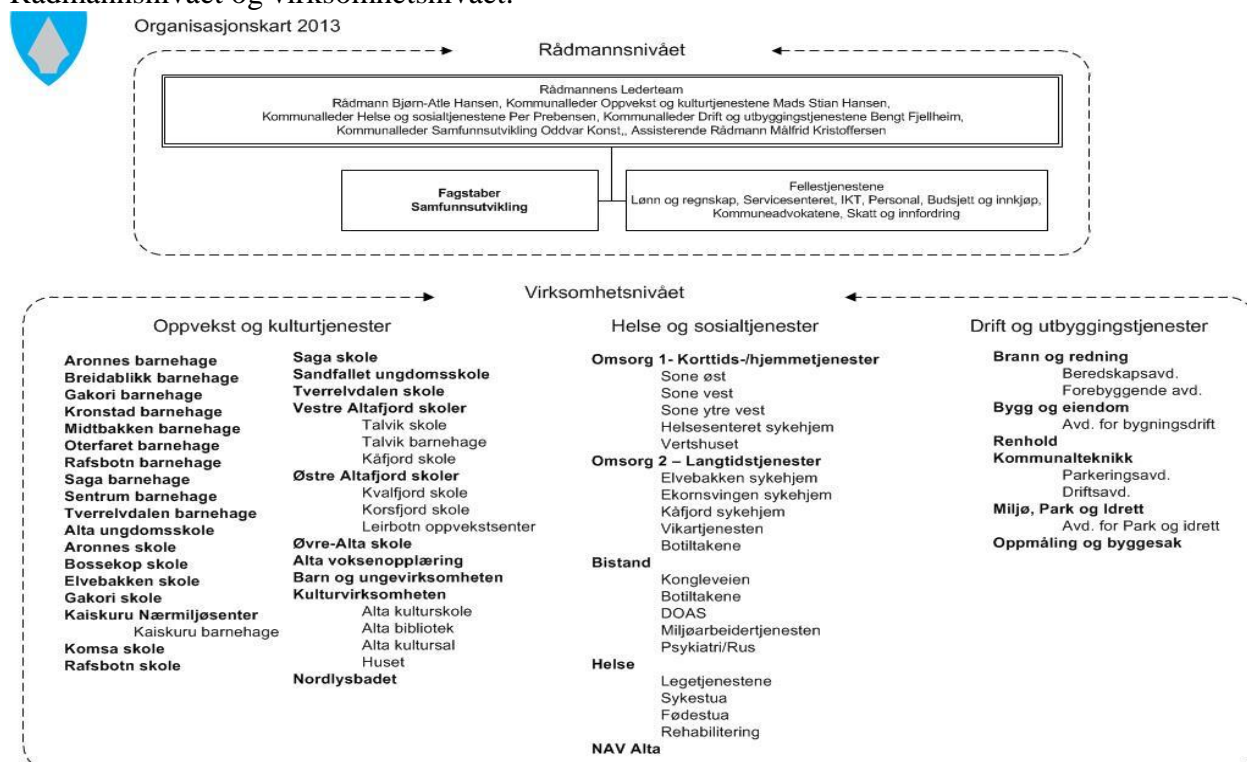 Rådmannsnivået og virksomhetsnivået.
Organisasjonskart 2013
Rådmannsnivået
Rådmannens Lederteam
Rådmann Bjørn-Atle Hansen, Kommunalleder Oppvekst og kulturtjenestene Mads Stian Hansen,
Kommunalleder Helse og sosialtjenestene Per Prebensen, Kommunalleder Drift og utbyggingstjenestene Bengt Fjellheim,
Kommunalleder Samfunnsutvikling Oddvar Konst,, Assisterende Rådmann Målfrid Kristoffersen
Fagstaber
Samfunnsutvikling
Fellestjenestene
Lønn og regnskap, Servicesenteret, IKT, Personal, Budsjett og innkjøp,
Kommuneadvokatene, Skatt og innfordring
Virksomhetsnivået
Oppvekst og kulturtjenester
Aronnes barnehage
Breidablikk barnehage
Gakori barnehage
Kronstad barnehage
Midtbakken barnehage
Oterfaret barnehage
Rafsbotn barnehage
Saga barnehage
Sentrum barnehage
Tverrelvdalen barnehage
Alta ungdomsskole
Aronnes skole
Bossekop skole
Elvebakken skole
Gakori skole
Kaiskuru Nærmiljøsenter
Kaiskuru barnehage
Komsa skole
Rafsbotn skole
Saga skole
Sandfallet ungdomsskole
Tverrelvdalen skole
Vestre Altafjord skoler
Talvik skole
Talvik barnehage
Kåfjord skole
Østre Altafjord skoler
Kvalfjord skole
Korsfjord skole
Leirbotn oppvekstsenter
Øvre-Alta skole
Alta voksenopplæring
Barn og ungevirksomheten
Kulturvirksomheten
Alta kulturskole
Alta bibliotek
Alta kultursal
Huset
Nordlysbadet
Helse og sosialtjenester
Omsorg 1- Korttids-/hjemmetjenester
Sone øst
Sone vest
Sone ytre vest
Helsesenteret sykehjem
Vertshuset
Omsorg 2 – Langtidstjenester
Elvebakken sykehjem
Ekornsvingen sykehjem
Kåfjord sykehjem
Vikartjenesten
Botiltakene
Bistand
Kongleveien
Botiltakene
DOAS
Miljøarbeidertjenesten
Psykiatri/Rus
Helse
Legetjenestene
Sykestua
Fødestua
Rehabilitering
NAV Alta
Drift og utbyggingstjenester
Brann og redning
Beredskapsavd.
Forebyggende avd.
Bygg og eiendom
Avd. for bygningsdrift
Renhold
Kommunalteknikk
Parkeringsavd.
Driftsavd.
Miljø, Park og Idrett
Avd. for Park og idrett
Oppmåling og byggesak